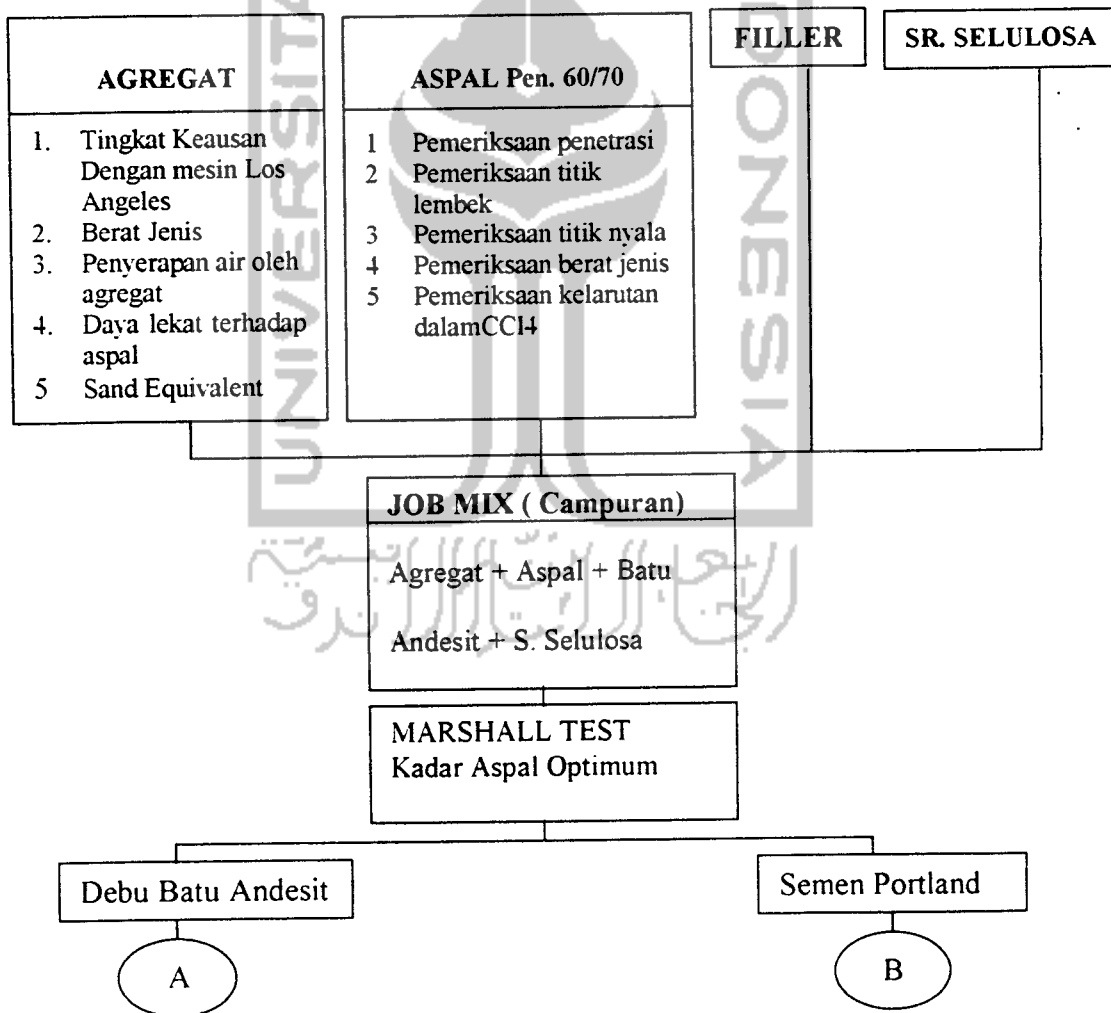 AGREGAT
1. Tingkat Keausan
Dengan mesin Los
Angeles
2. Berat Jenis
3. Penyerapan air oleh
agregat
4. Daya lekat terhadap
aspal
5 Sand Equivalent
ASPAL Pen. 60/70
1 Pemeriksaan penetrasi
2 Pemeriksaan titik
lembek
3 Pemeriksaan titik nyala
4 Pemeriksaan berat jenis
5 Pemeriksaan kelarutan
dalamCCl4
FILLER
SR. SELULOSA
JOB MIX ( Campuran)
Agregat + Aspal + Batu
Andesit + S. Selulosa
MARSHALL TEST
Kadar Aspal Optimum
Debu Batu Andesit
Semen Portland
A
B
UNIVERSITA
DONESIA